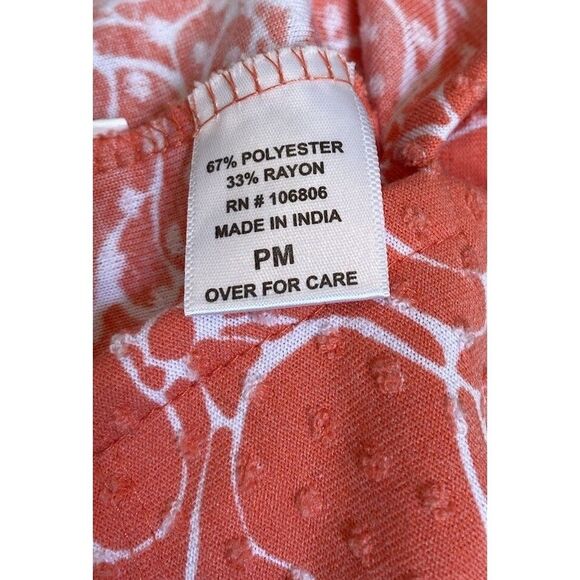 67% POLYESTER
33% RAYON
RN # 106806
MADE IN INDIA
PM
OVER FOR CARE